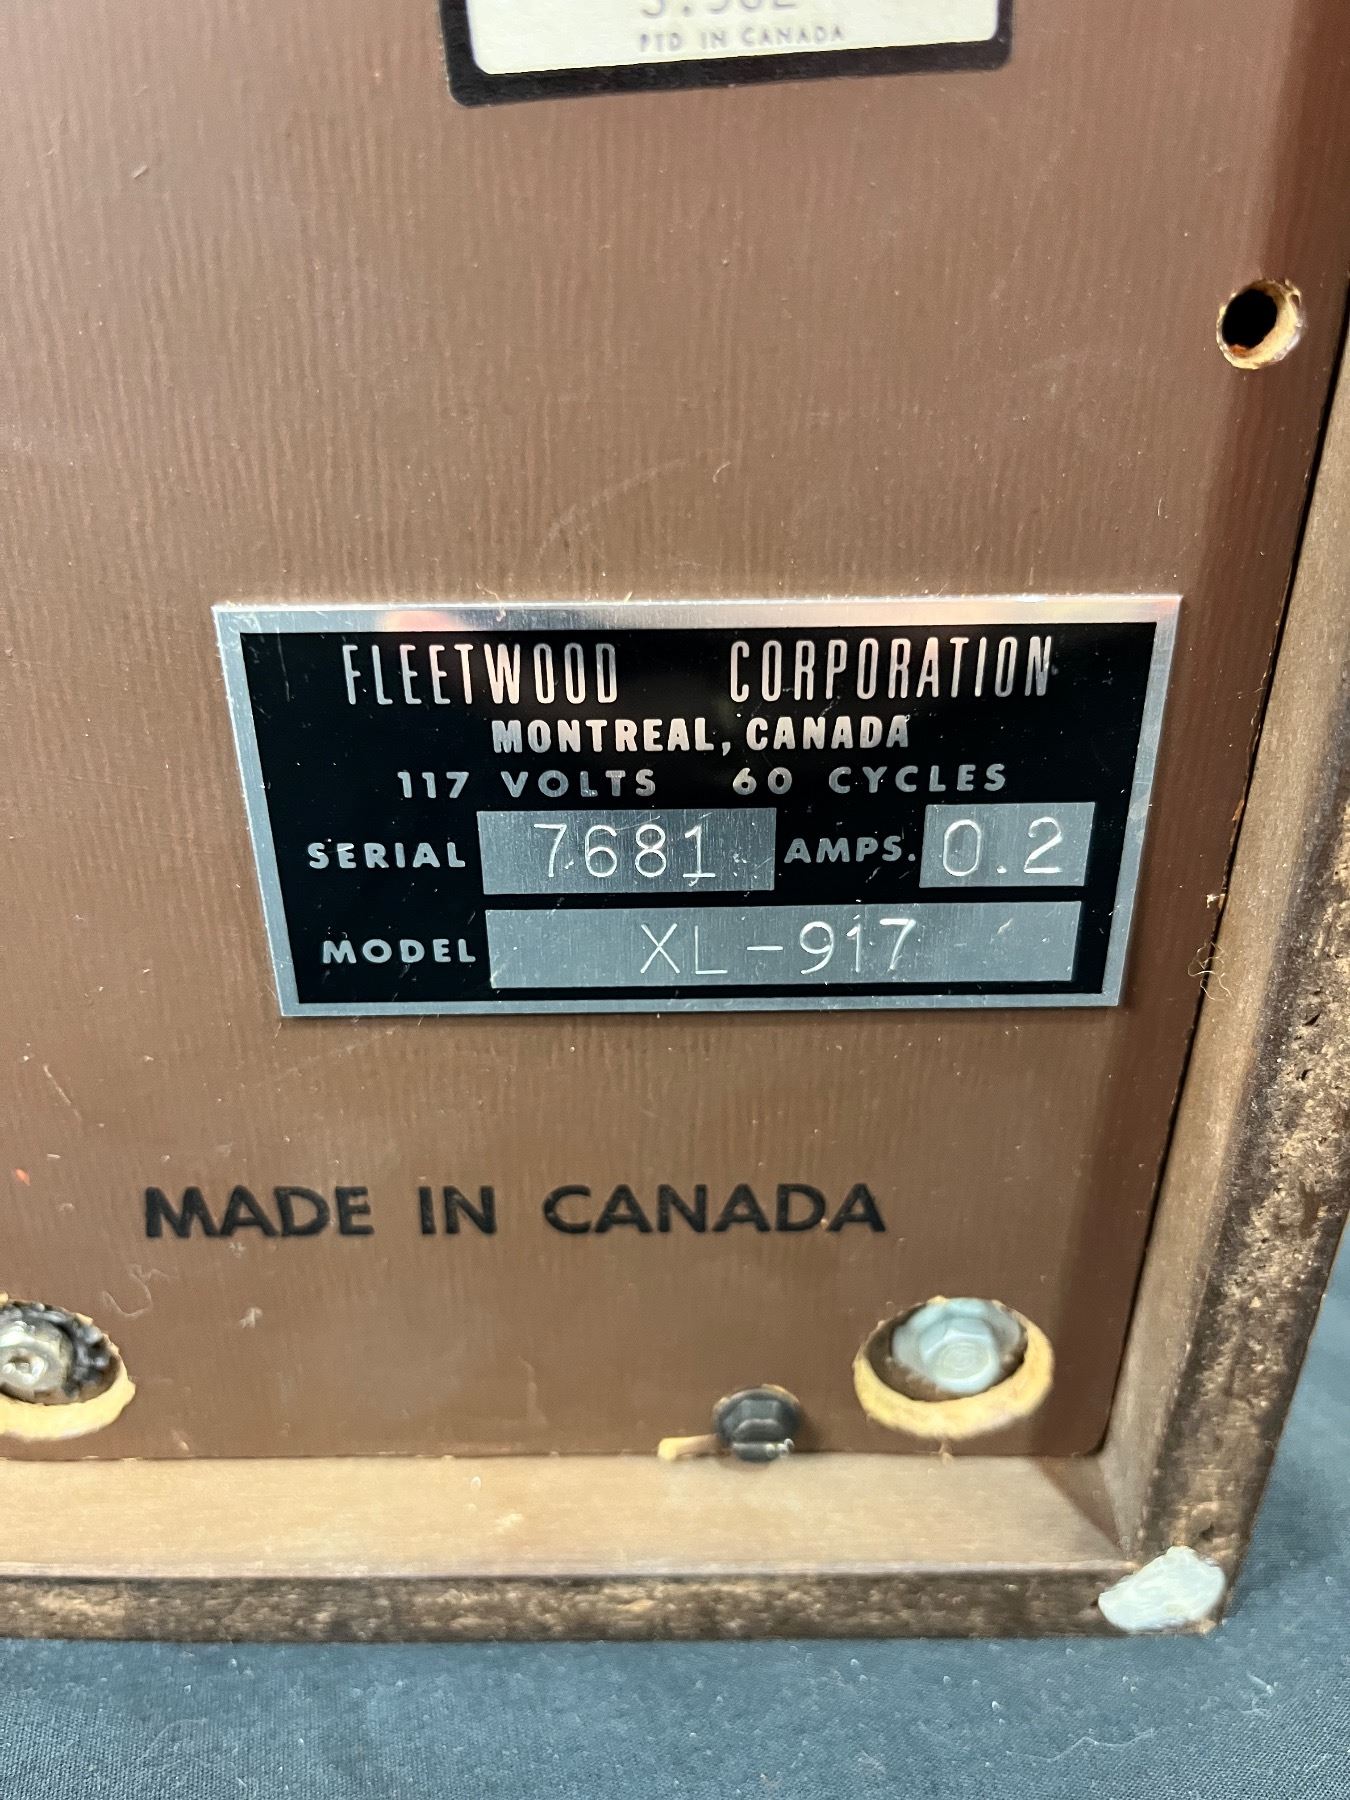 PTD IN CANADA
FLEETWOOD CORPORATION
MONTREAL, CANADA
117 VOLTS 60 CYCLES
SERIAL 7681 AMPS. 0.2
MODEL XL-917
MADE IN CANADA